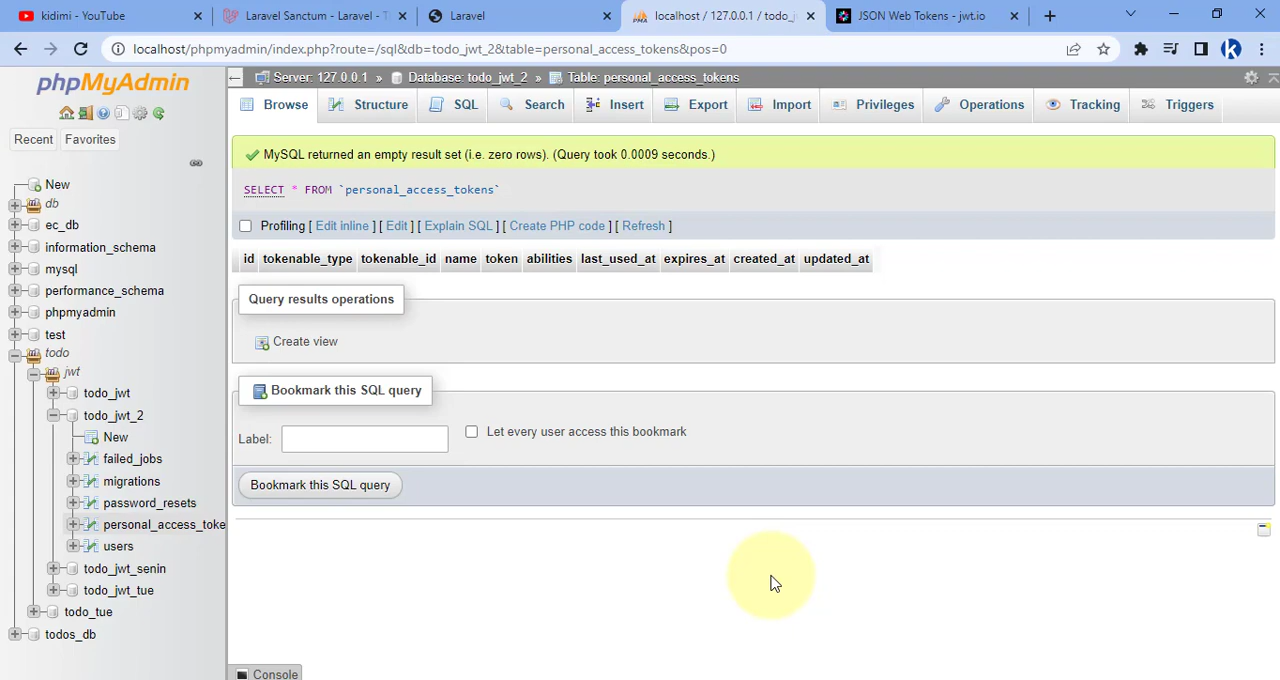 kidimi - YouTube
Laravel Sanctum - Laravel - T
Laravel
localhost / 127.0.0.1 / todo_j
JSON Web Tokens - jwt.io
localhost/phpmyadmin/index.php?route=/sql&db=todo_jwt_2&table=personal_access_tokens&pos=0
phpMyAdmin
Server: 127.0.0.1 » Database: todo_jwt_2 » Table: personal_access_tokens
Browse Structure SQL Search Insert Export Import Privileges Operations Tracking Triggers
Recent Favorites
MySQL returned an empty result set (i.e. zero rows). (Query took 0.0009 seconds.)
SELECT * FROM `personal_access_tokens`
Profiling [ Edit inline ] [ Edit ] [ Explain SQL ] [ Create PHP code ] [ Refresh ]
id tokenable_type tokenable_id name token abilities last_used_at expires_at created_at updated_at
Query results operations
Create view
Bookmark this SQL query
Label:
Let every user access this bookmark
Bookmark this SQL query
Console
New
db
ec_db
information_schema
mysql
performance_schema
phpmyadmin
test
todo
jwt
todo_jwt
todo_jwt_2
New
failed_jobs
migrations
password_resets
personal_access_toke
users
todo_jwt_senin
todo_jwt_tue
todo_tue
todos_db